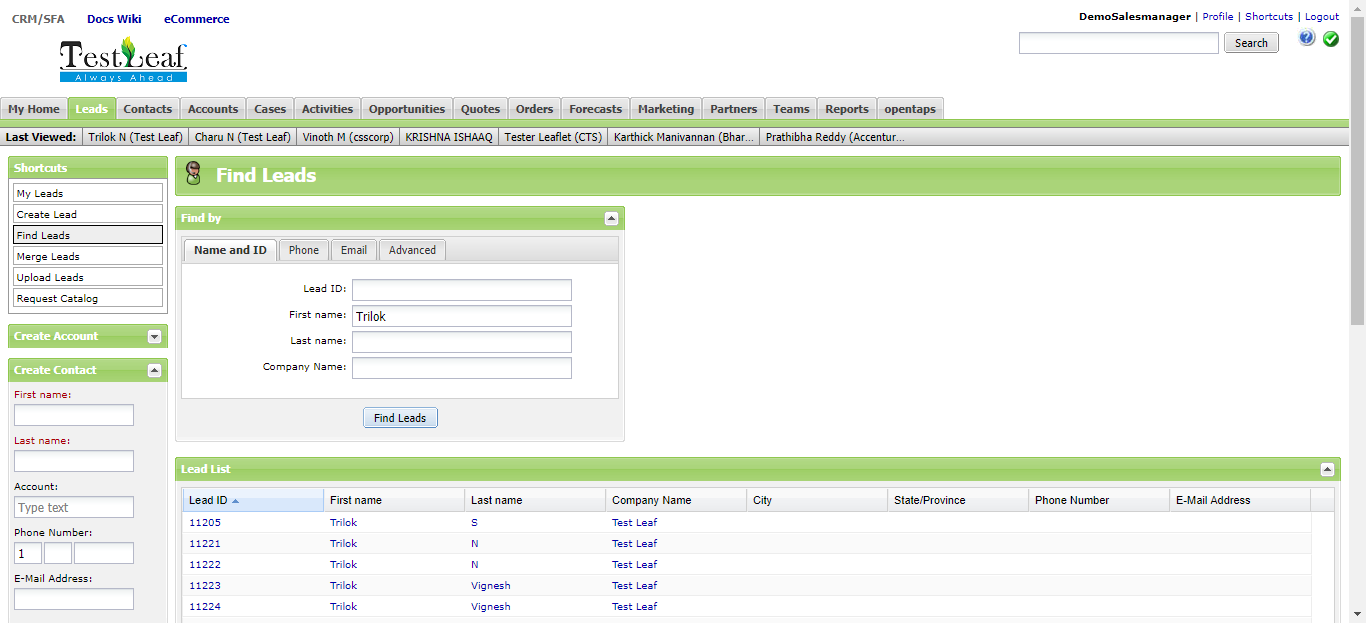 CRM/SFA Docs Wiki eCommerce
DemoSalesmanager | Profile | Shortcuts | Logout
TestLeaf
Always Ahead
Search
?
My Home Leads Contacts Accounts Cases Activities Opportunities Quotes Orders Forecasts Marketing Partners Teams Reports opentaps
Last Viewed: Trilok N (Test Leaf) Charu N (Test Leaf) Vinoth M (csscorp) KRISHNA ISHAAQ Tester Leaflet (CTS) Karthick Manivannan (Bhar... Prathibha Reddy (Accentur...
Shortcuts
My Leads
Create Lead
Find Leads
Merge Leads
Upload Leads
Request Catalog
Create Account
Create Contact
First name:
Last name:
Account:
Type text
Phone Number:
1
E-Mail Address:
Find Leads
Find by
Name and ID Phone Email Advanced
Lead ID:
First name: Trilok
Last name:
Company Name:
Find Leads
Lead List
Lead ID First name Last name Company Name City State/Province Phone Number E-Mail Address
11205 Trilok S Test Leaf
11221 Trilok N Test Leaf
11222 Trilok N Test Leaf
11223 Trilok Vignesh Test Leaf
11224 Trilok Vignesh Test Leaf